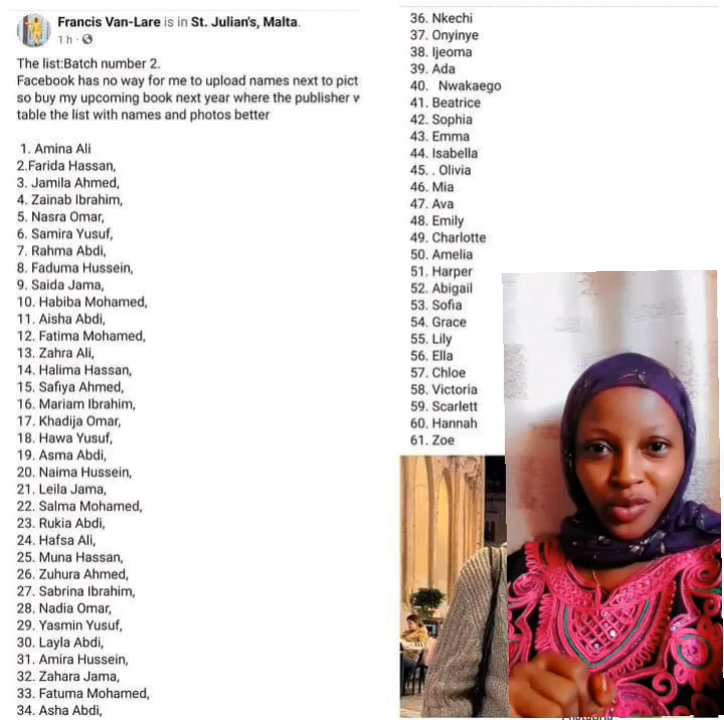 Francis Van-Lare is in St. Julian's, Malta.
1 h ·
The list:Batch number 2.
Facebook has no way for me to upload names next to pict
so buy my upcoming book next year where the publisher
table the list with names and photos better
1. Amina Ali
2.Farida Hassan,
3. Jamila Ahmed,
4. Zainab Ibrahim,
5. Nasra Omar,
6. Samira Yusuf,
7. Rahma Abdi,
8. Faduma Hussein,
9. Saida Jama,
10. Habiba Mohamed,
11. Aisha Abdi,
12. Fatima Mohamed,
13. Zahra Ali,
14. Halima Hassan,
15. Safiya Ahmed,
16. Mariam Ibrahim,
17. Khadija Omar,
18. Hawa Yusuf,
19. Asma Abdi,
20. Naima Hussein,
21. Leila Jama,
22. Salma Mohamed,
23. Rukia Abdi,
24. Hafsa Ali,
25. Muna Hassan,
26. Zuhura Ahmed,
27. Sabrina Ibrahim,
28. Nadia Omar,
29. Yasmin Yusuf,
30. Layla Abdi,
31. Amira Hussein,
32. Zahara Jama,
33. Fatuma Mohamed,
34. Asha Abdi,
36. Nkechi
37. Onyinye
38. Ijeoma
39. Ada
40. Nwakaego
41. Beatrice
42. Sophia
43. Emma
44. Isabella
45. . Olivia
46. Mia
47. Ava
48. Emily
49. Charlotte
50. Amelia
51. Harper
52. Abigail
53. Sofia
54. Grace
55. Lily
56. Ella
57. Chloe
58. Victoria
59. Scarlett
60. Hannah
61. Zoe